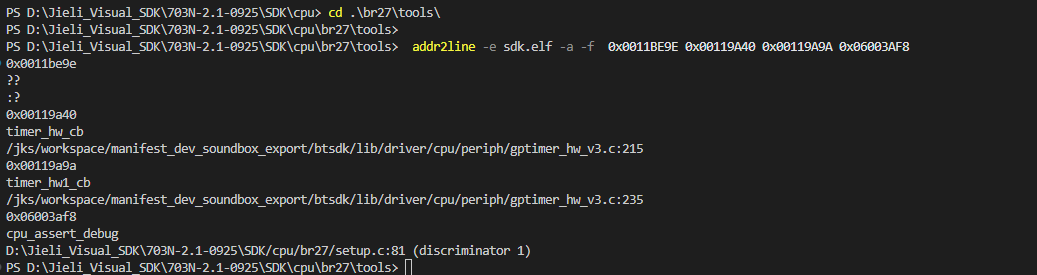 PS D:\Jieli_Visual_SDK\703N-2.1-0925\SDK\cpu> cd .\br27\tools\
PS D:\Jieli_Visual_SDK\703N-2.1-0925\SDK\cpu\br27\tools>
PS D:\Jieli_Visual_SDK\703N-2.1-0925\SDK\cpu\br27\tools>  addr2line -e sdk.elf -a -f  0x0011BE9E 0x00119A40 0x00119A9A 0x06003AF8
0x0011be9e
??
:?
0x00119a40
timer_hw_cb
/jks/workspace/manifest_dev_soundbox_export/btsdk/lib/driver/cpu/periph/gptimer_hw_v3.c:215
0x00119a9a
timer_hw1_cb
/jks/workspace/manifest_dev_soundbox_export/btsdk/lib/driver/cpu/periph/gptimer_hw_v3.c:235
0x06003af8
cpu_assert_debug
D:\Jieli_Visual_SDK\703N-2.1-0925\SDK/cpu/br27/setup.c:81 (discriminator 1)
PS D:\Jieli_Visual_SDK\703N-2.1-0925\SDK\cpu\br27\tools>